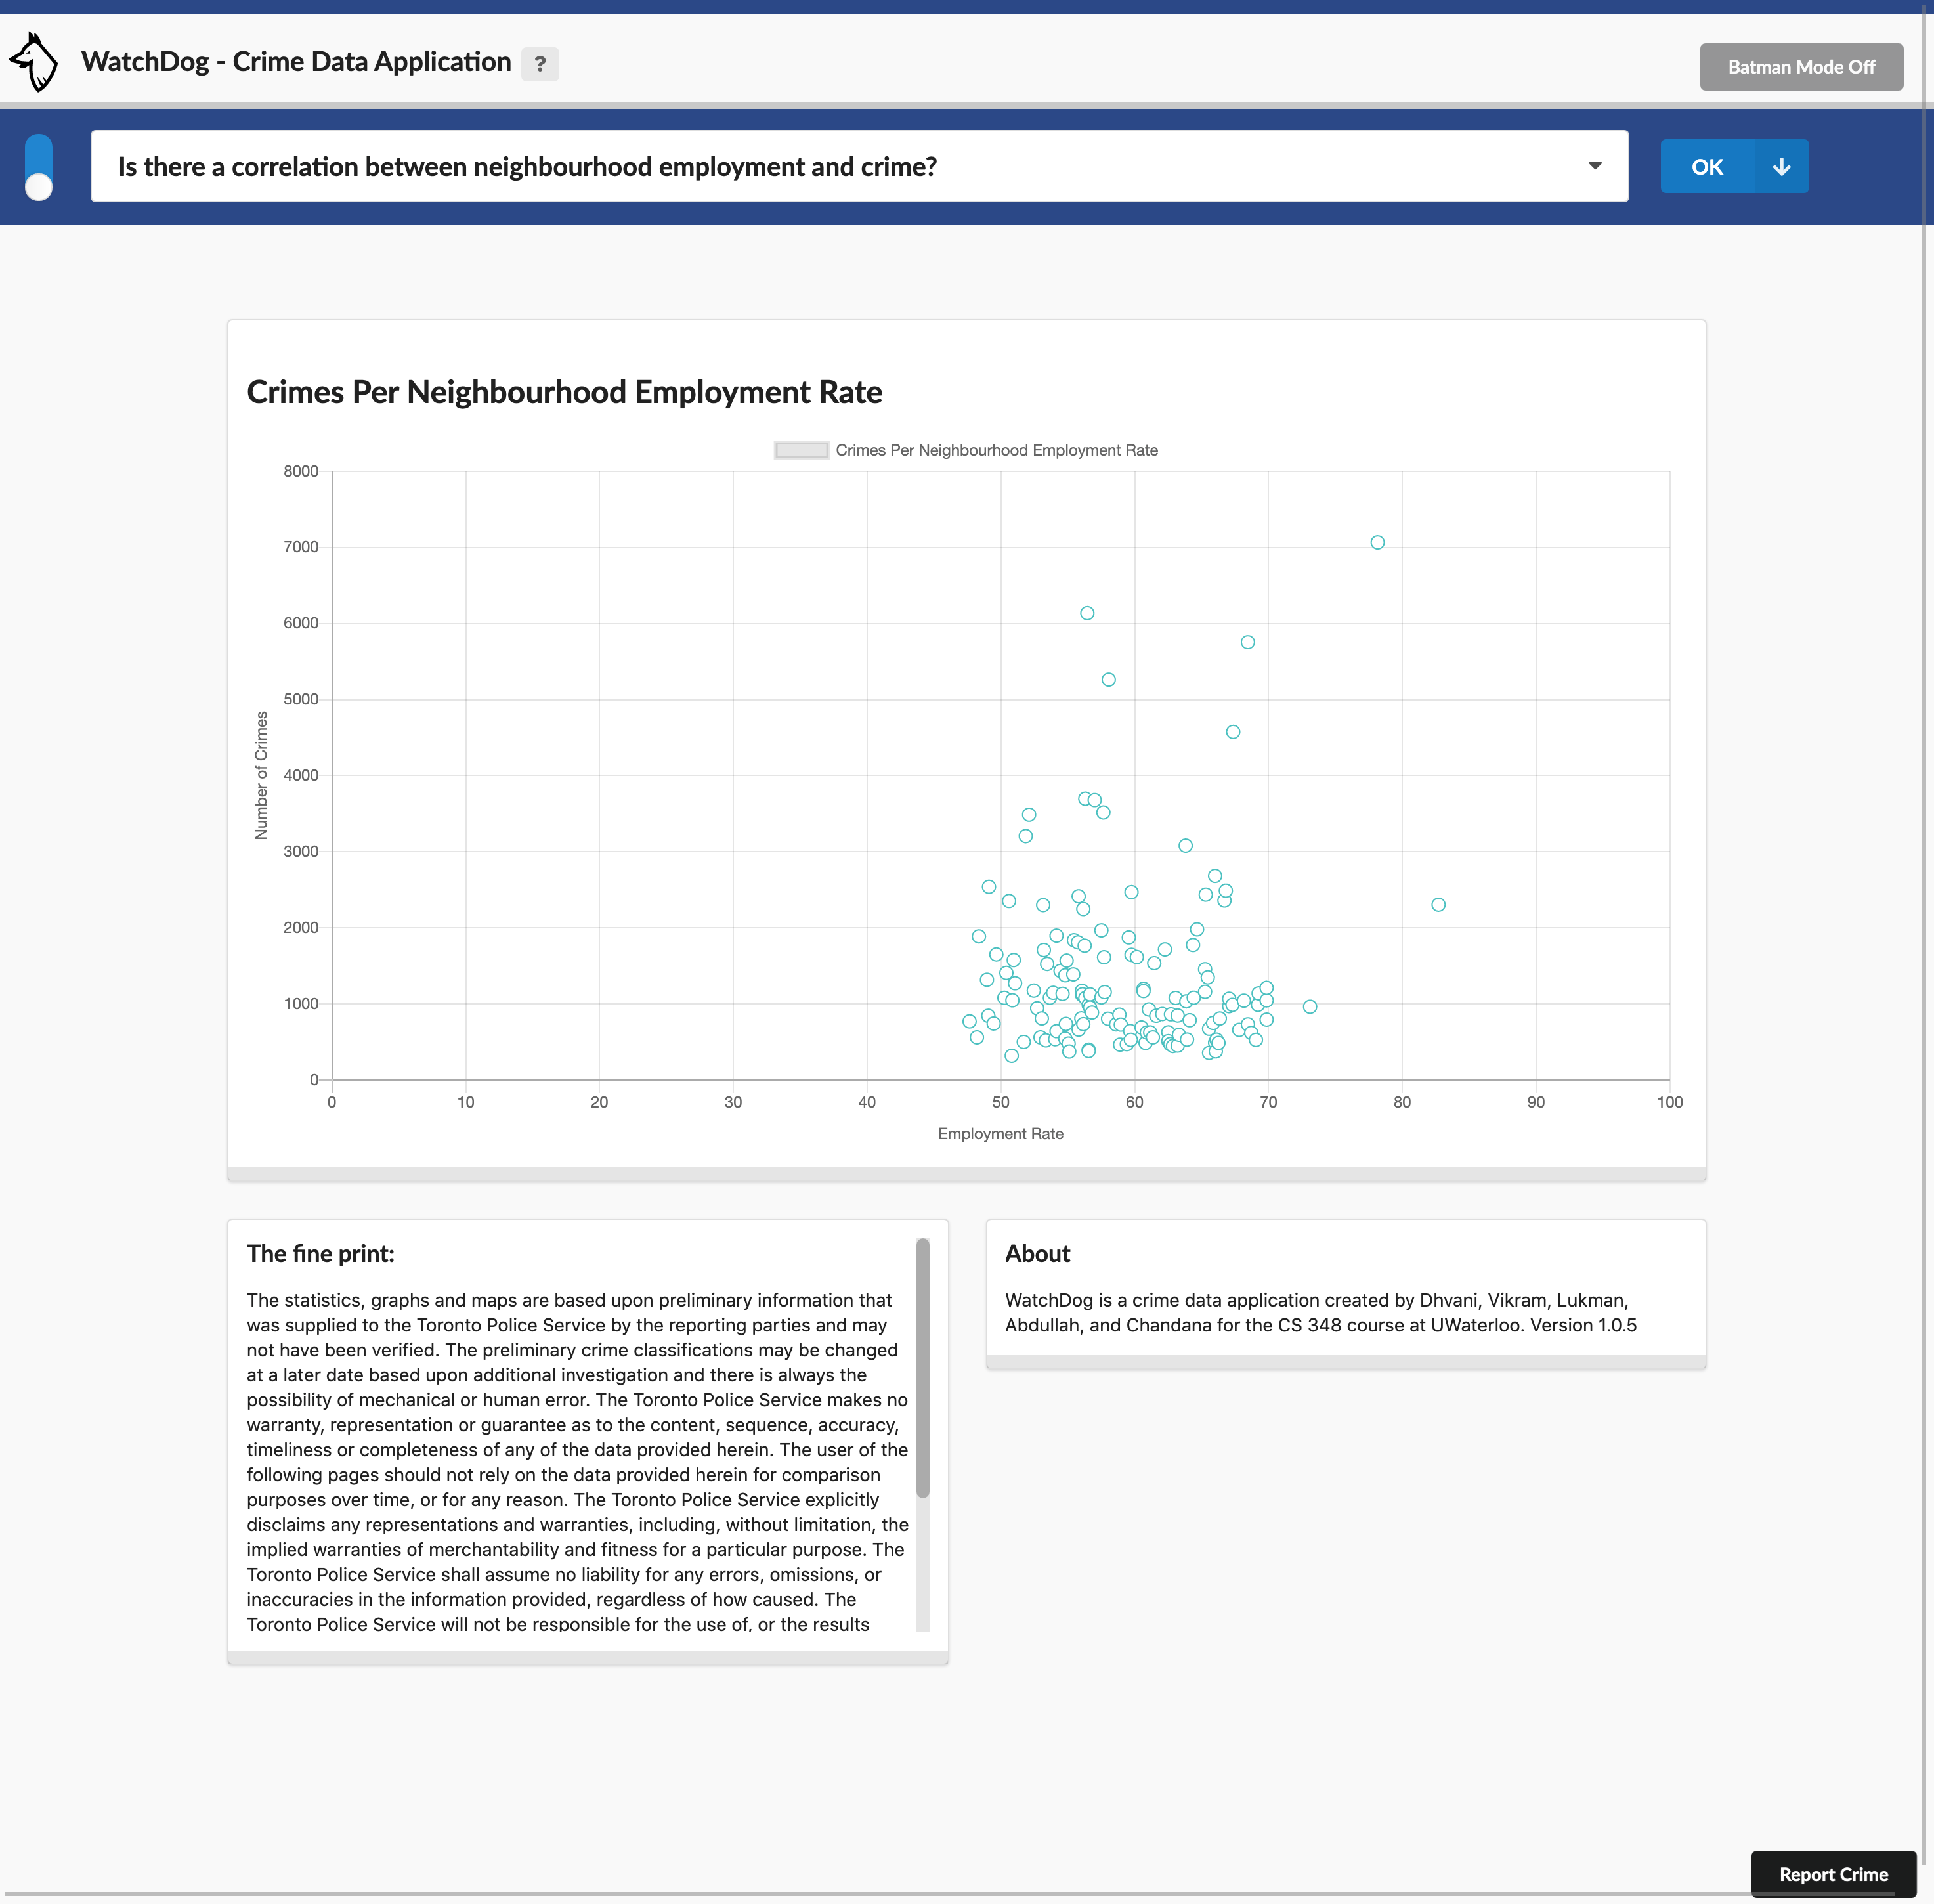 WatchDog - Crime Data Application ?
Batman Mode Off
Is there a correlation between neighbourhood employment and crime?
OK
Crimes Per Neighbourhood Employment Rate
Crimes Per Neighbourhood Employment Rate
8000
7000
6000
5000
4000
3000
2000
1000
0
Number of Crimes
0 10 20 30 40 50 60 70 80 90 100
Employment Rate
The fine print:
The statistics, graphs and maps are based upon preliminary information that
was supplied to the Toronto Police Service by the reporting parties and may
not have been verified. The preliminary crime classifications may be changed
at a later date based upon additional investigation and there is always the
possibility of mechanical or human error. The Toronto Police Service makes no
warranty, representation or guarantee as to the content, sequence, accuracy,
timeliness or completeness of any of the data provided herein. The user of the
following pages should not rely on the data provided herein for comparison
purposes over time, or for any reason. The Toronto Police Service explicitly
disclaims any representations and warranties, including, without limitation, the
implied warranties of merchantability and fitness for a particular purpose. The
Toronto Police Service shall assume no liability for any errors, omissions, or
inaccuracies in the information provided, regardless of how caused. The
Toronto Police Service will not be responsible for the use of, or the results
About
WatchDog is a crime data application created by Dhvani, Vikram, Lukman,
Abdullah, and Chandana for the CS 348 course at UWaterloo. Version 1.0.5
Report Crime